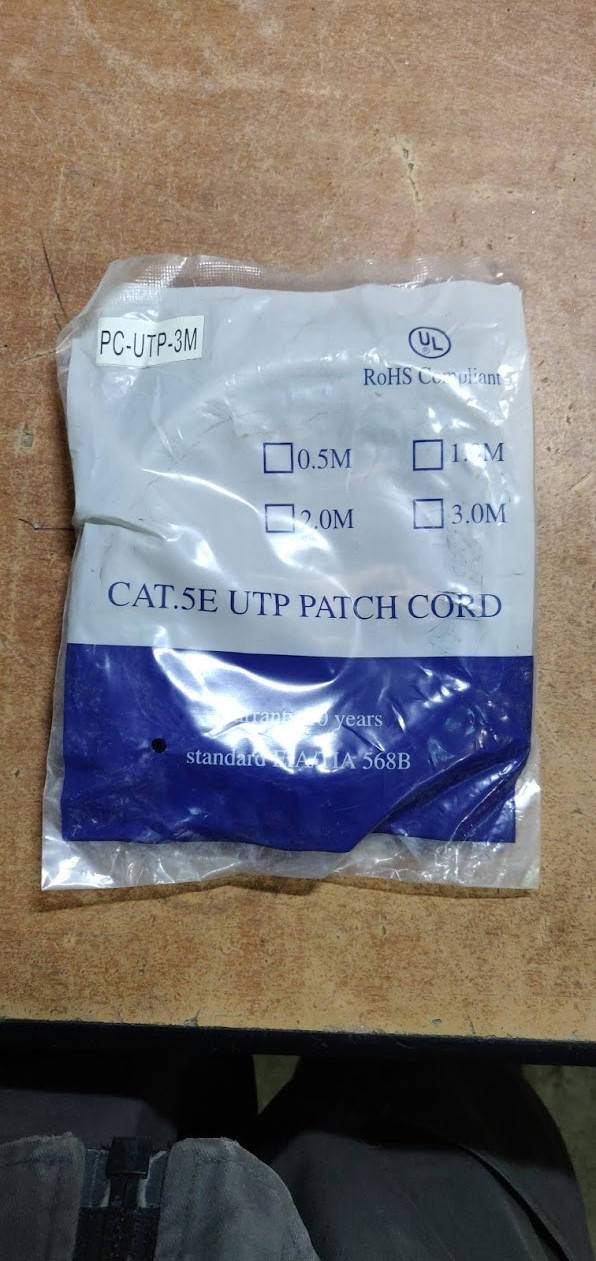 PC-UTP-3M
UL
RoHS Compliant
0.5M
2.0M 3.0M
CAT.5E UTP PATCH CORD
years
standard 568B